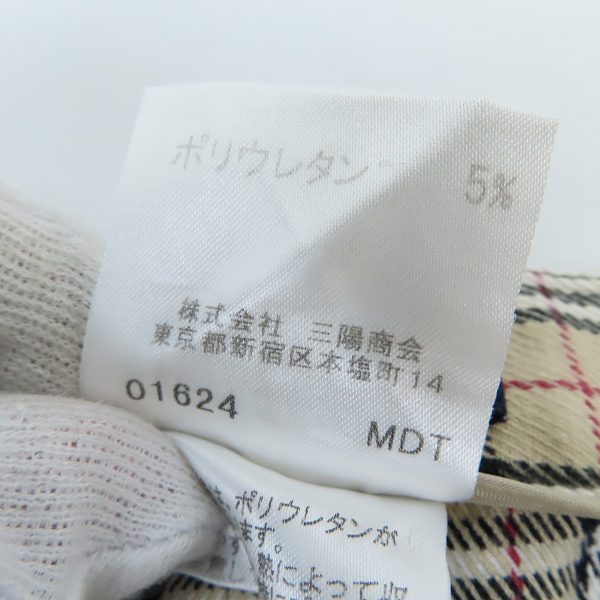 ポリウレタン 5%
株式会社 三陽商会
東京都新宿区本塩町14
01624 MDT
ポリウレタンが
ます。
によって収